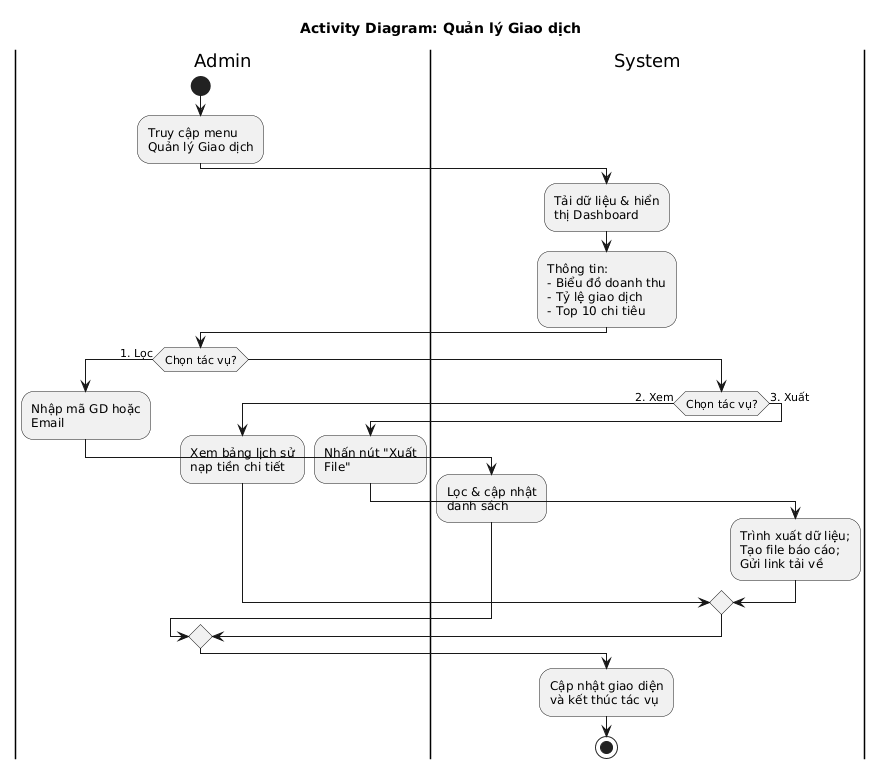 Activity Diagram: Quản lý Giao dịch
Admin
System
Truy cập menu
Quản lý Giao dịch
Tải dữ liệu & hiển
thị Dashboard
Thông tin:
- Biểu đồ doanh thu
- Tỷ lệ giao dịch
- Top 10 chi tiêu
Chọn tác vụ?
1. Lọc
Nhập mã GD hoặc
Email
Chọn tác vụ?
2. Xem
3. Xuất
Xem bảng lịch sử
nạp tiền chi tiết
Nhấn nút "Xuất
File"
Lọc & cập nhật
danh sách
Trình xuất dữ liệu;
Tạo file báo cáo;
Gửi link tải về
Cập nhật giao diện
và kết thúc tác vụ